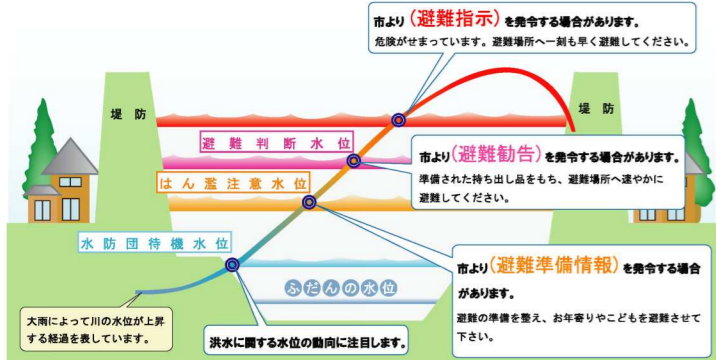 市より(避難指示)を発令する場合があります。
危険がせまっています。避難場所へ一刻も早く避難してください。
堤防
堤防
避難判断水位
市より(避難勧告)を発令する場合があります。
準備された持ち出し品をもち、避難場所へ速やかに
避難してください。
はん濫注意水位
水防団待機水位
市より(避難準備情報)を発令する場合
があります。
避難の準備を整え、お年寄りやこどもを避難させて
下さい。
ふだんの水位
大雨によって川の水位が上昇
する経過を表しています。
洪水に関する水位の動向に注目します。